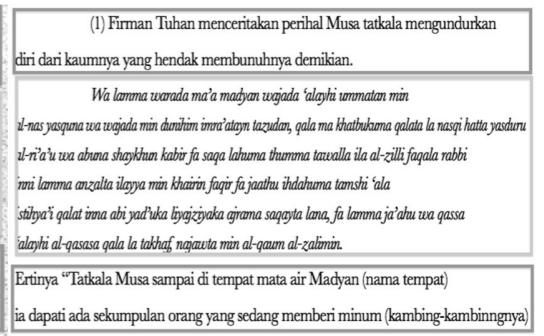 (1) Firman Tuhan menceritakan perihal Musa tatkala mengundurkan
diri dari kaumnya yang hendak membunuhnya demikian.
Wa lamma warada ma'a madyan wajada 'alayhi ummatan min
al-nas yasquna wa wajada min dunihim imra'atayn tazudan, qala ma khatbukuma qalata la nasqi hatta yasduru
al-ri'a'u wa abuna shaykhun kabir fa saqa lahuma thumma tawalla ila al-zilli faqala rabbi
inni lamma anzalta ilayya min khairin faqir fa jaathu ihdahuma tamshi 'ala
stihya'i qalat inna abi yad'uka liyajziyaka ajrama saqayta lana, fa lamma ja'ahu wa qassa
'alayhi al-qasasa qala la takhaf, najawta min al-qaum al-zalimin.
Ertinya "Tatkala Musa sampai di tempat mata air Madyan (nama tempat)
ia dapati ada sekumpulan orang yang sedang memberi minum (kambing-kambinngnya)